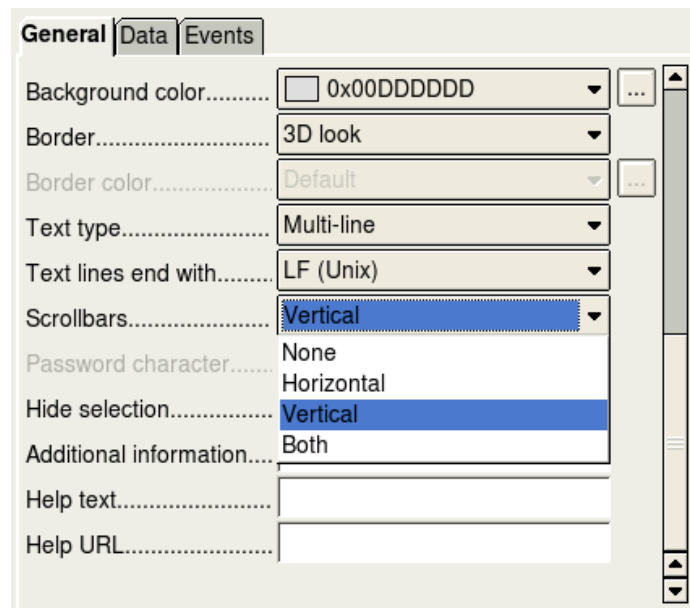 General Data Events
Background color.......... 0x00DDDDDD ...
Border........................... 3D look
Border color.................. Default ...
Text type....................... Multi-line
Text lines end with......... LF (Unix)
Scrollbars...................... Vertical
None
Password character.......
Horizontal
Hide selection................ Vertical
Both
Additional information....
Help text........................
Help URL.......................